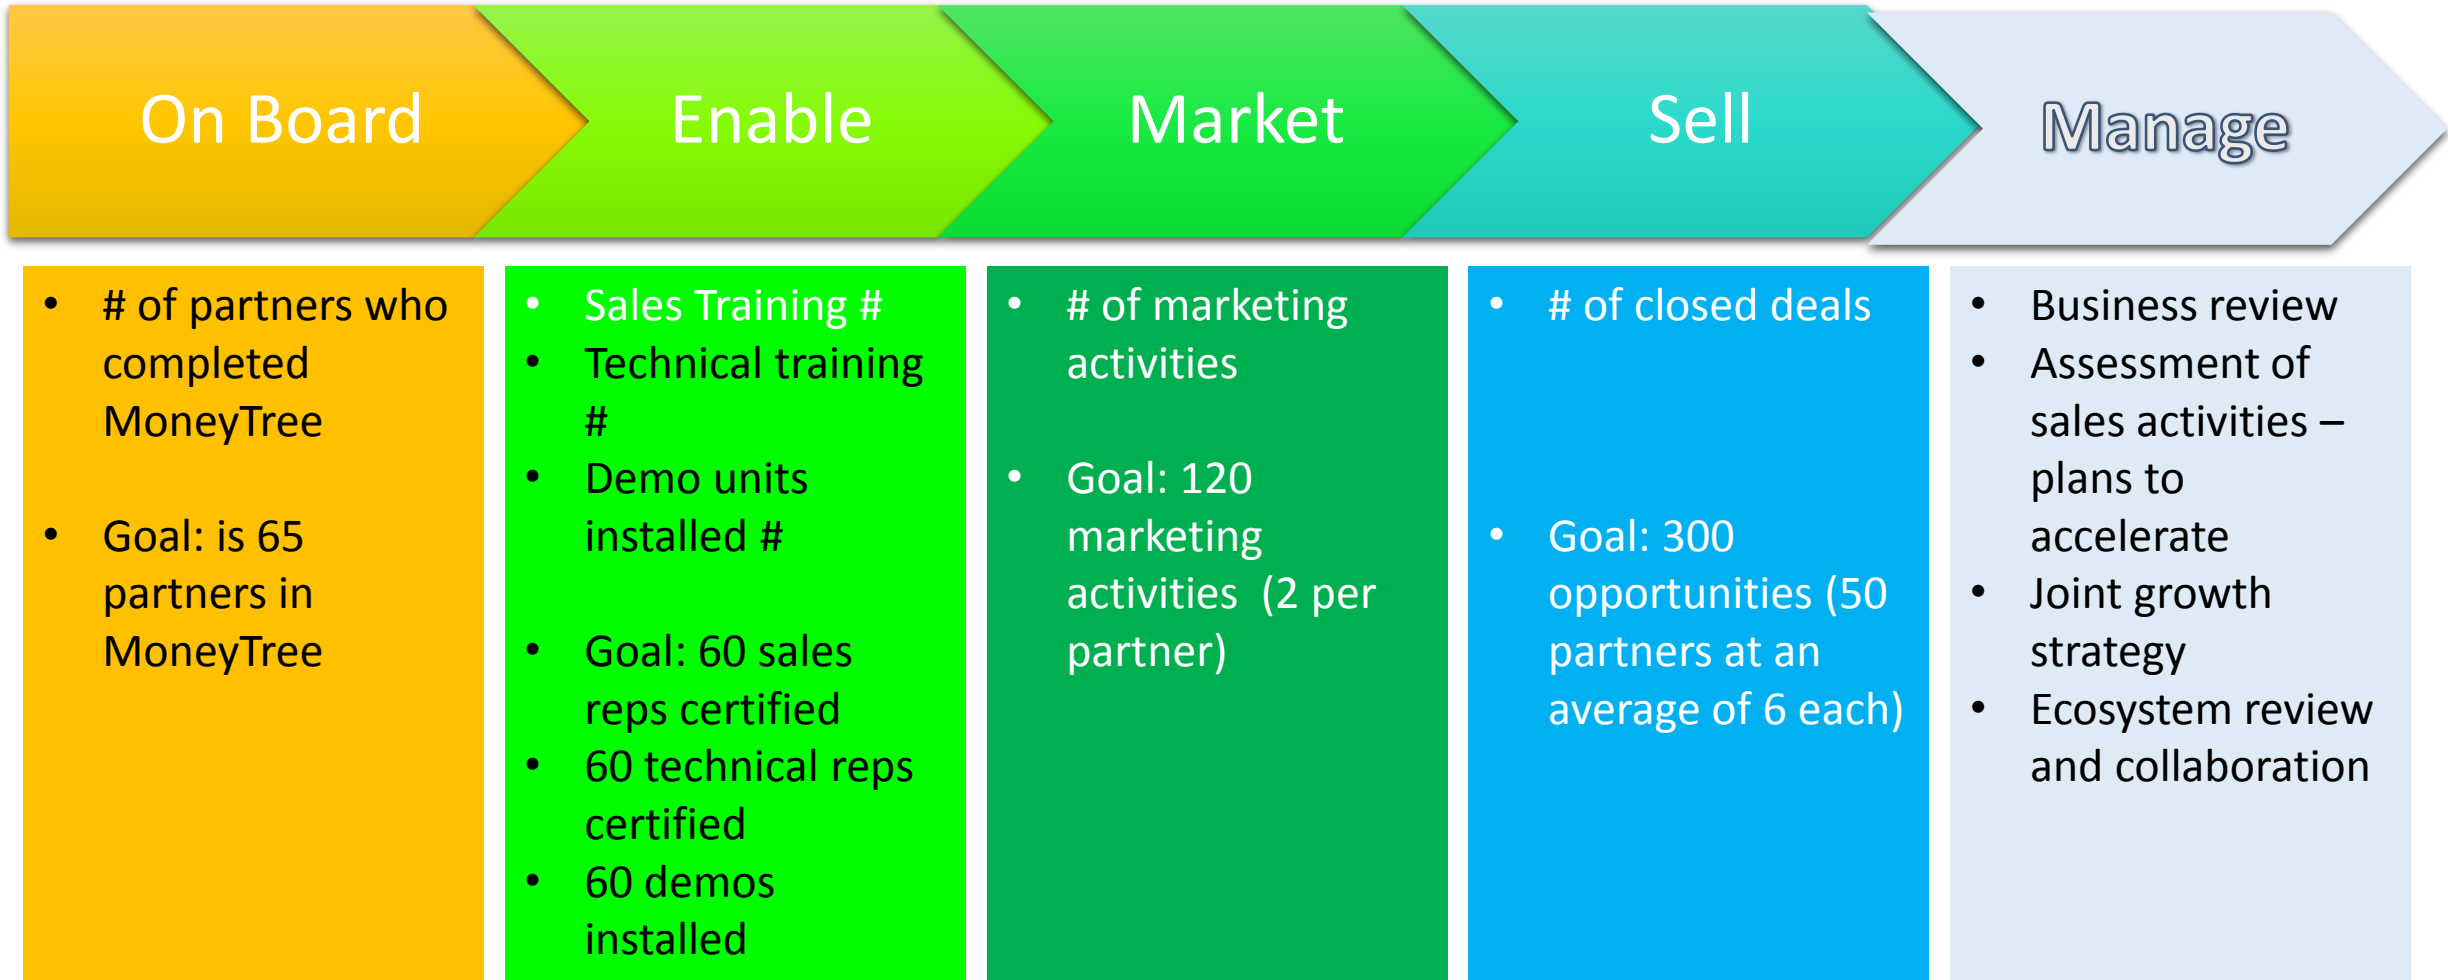 On Board
Enable
Market
Sell
Manage
• # of partners who
completed
MoneyTree
• Goal: is 65
partners in
MoneyTree
• Sales Training #
• Technical training
#
• Demo units
installed #
• Goal: 60 sales
reps certified
• 60 technical reps
certified
• 60 demos
installed
• # of marketing
activities
• Goal: 120
marketing
activities (2 per
partner)
• # of closed deals
• Goal: 300
opportunities (50
partners at an
average of 6 each)
• Business review
• Assessment of
sales activities –
plans to
accelerate
• Joint growth
strategy
• Ecosystem review
and collaboration